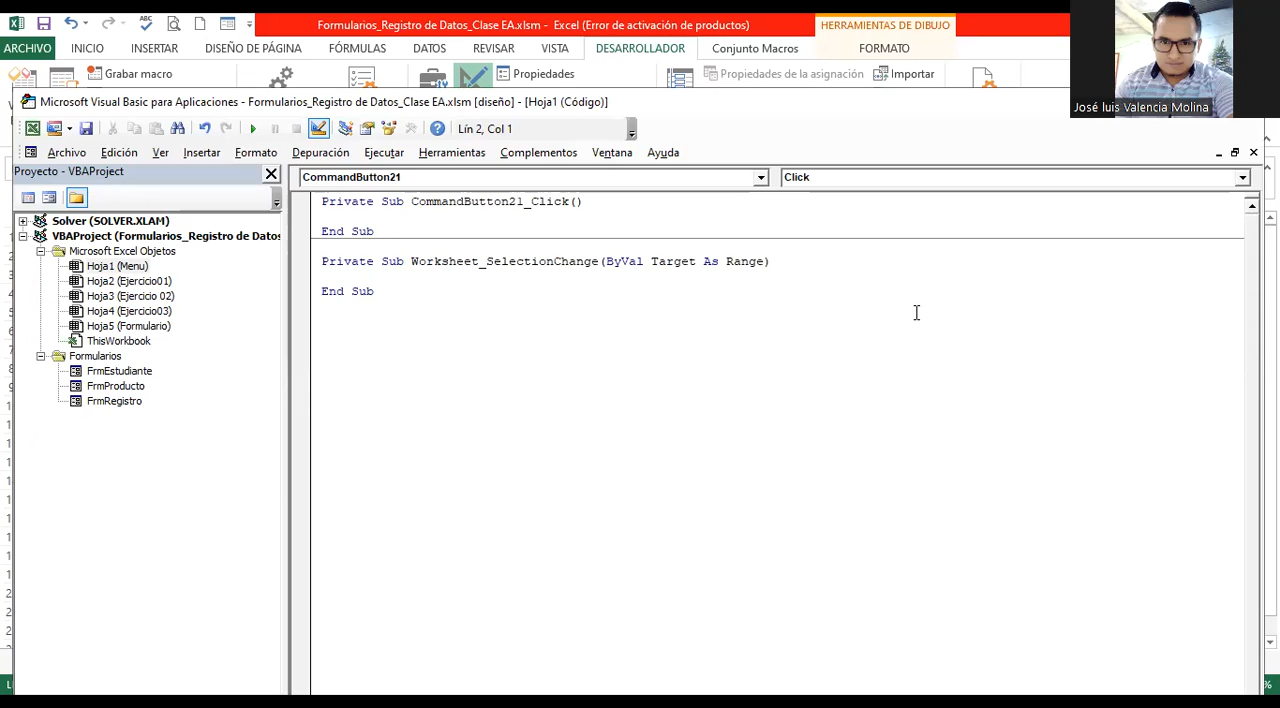 Formularios_Registro de Datos_Clase EA.xlsm - Excel (Error de activación de productos)
HERRAMIENTAS DE DIBUJO
ARCHIVO INICIO INSERTAR DISEÑO DE PÁGINA FÓRMULAS DATOS REVISAR VISTA DESARROLLADOR Conjunto Macros FORMATO
Grabar macro Propiedades Propiedades de la asignación Importar
José luis Valencia Molina
Microsoft Visual Basic para Aplicaciones - Formularios_Registro de Datos_Clase EA.xlsm [diseño] - [Hoja1 (Código)]
Lín 2, Col 1
Archivo Edición Ver Insertar Formato Depuración Ejecutar Herramientas Complementos Ventana Ayuda
Proyecto - VBAProject
CommandButton21 Click
Solver (SOLVER.XLAM)
VBAProject (Formularios_Registro de Datos
Microsoft Excel Objetos
Hoja1 (Menu)
Hoja2 (Ejercicio01)
Hoja3 (Ejercicio 02)
Hoja4 (Ejercicio03)
Hoja5 (Formulario)
ThisWorkbook
Formularios
FrmEstudiante
FrmProducto
FrmRegistro
Private Sub CommandButton21_Click()
End Sub
Private Sub Worksheet_SelectionChange(ByVal Target As Range)
End Sub